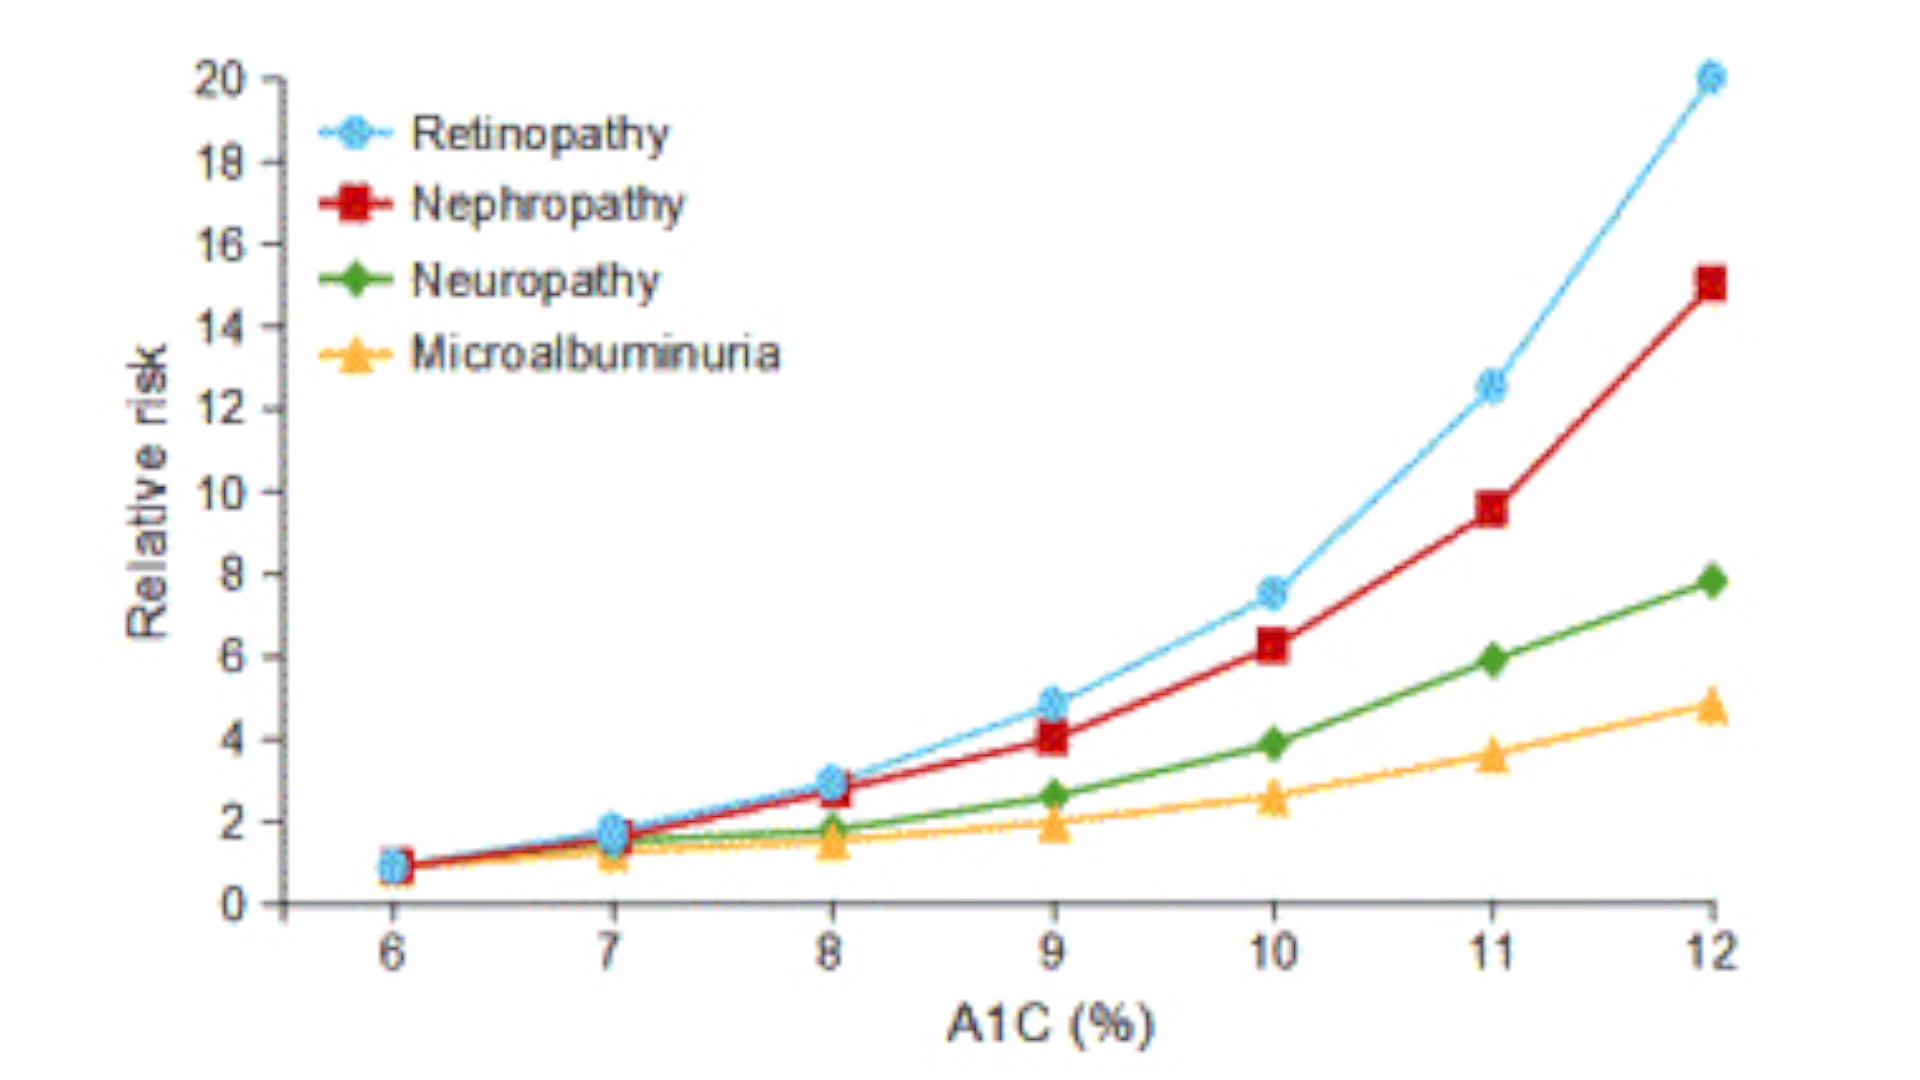 20
18
16
14
12
10
8
6
4
2
0
Relative risk
Retinopathy
Nephropathy
Neuropathy
Microalbuminuria
6 7 8 9 10 11 12
A1C (%)